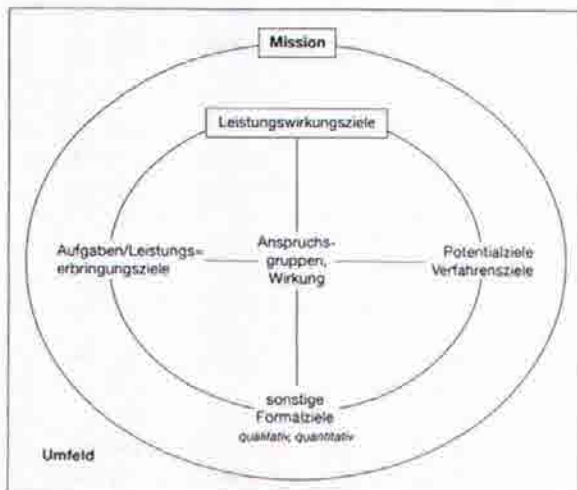 Mission
Leistungswirkungsziele
Aufgaben/Leistungs=
erbringungsziele
Anspruchs-
gruppen,
Wirkung
Potentialziele
Verfahrensziele
sonstige
Formalziele
qualitativ, quantitativ
Umfeld